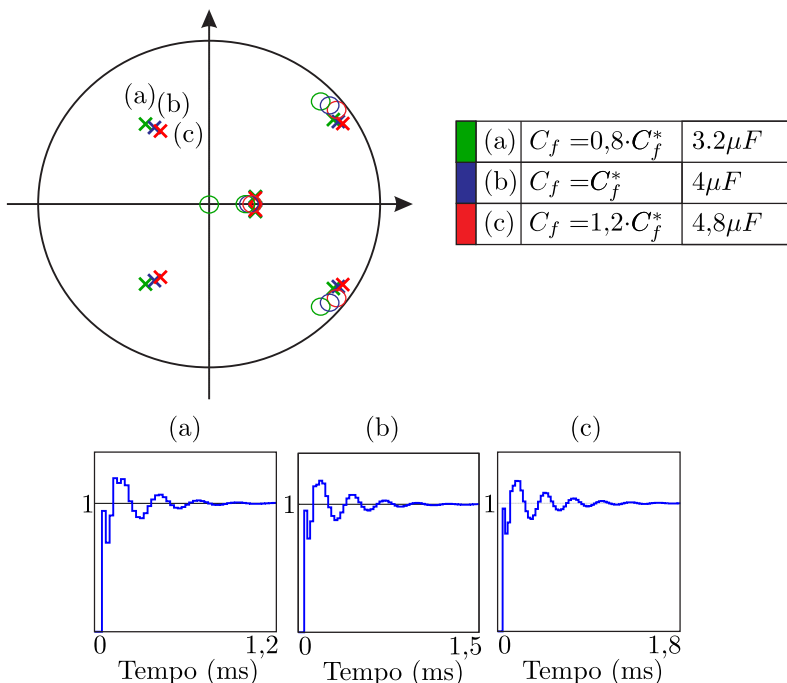 (a)
(b)
(c)
(a) C_f =0,8·C_f^* 3.2μF
(b) C_f =C_f^* 4μF
(c) C_f =1,2·C_f^* 4,8μF
(a) (b) (c)
1 1 1
0 1,2 0 1,5 0 1,8
Tempo (ms) Tempo (ms) Tempo (ms)